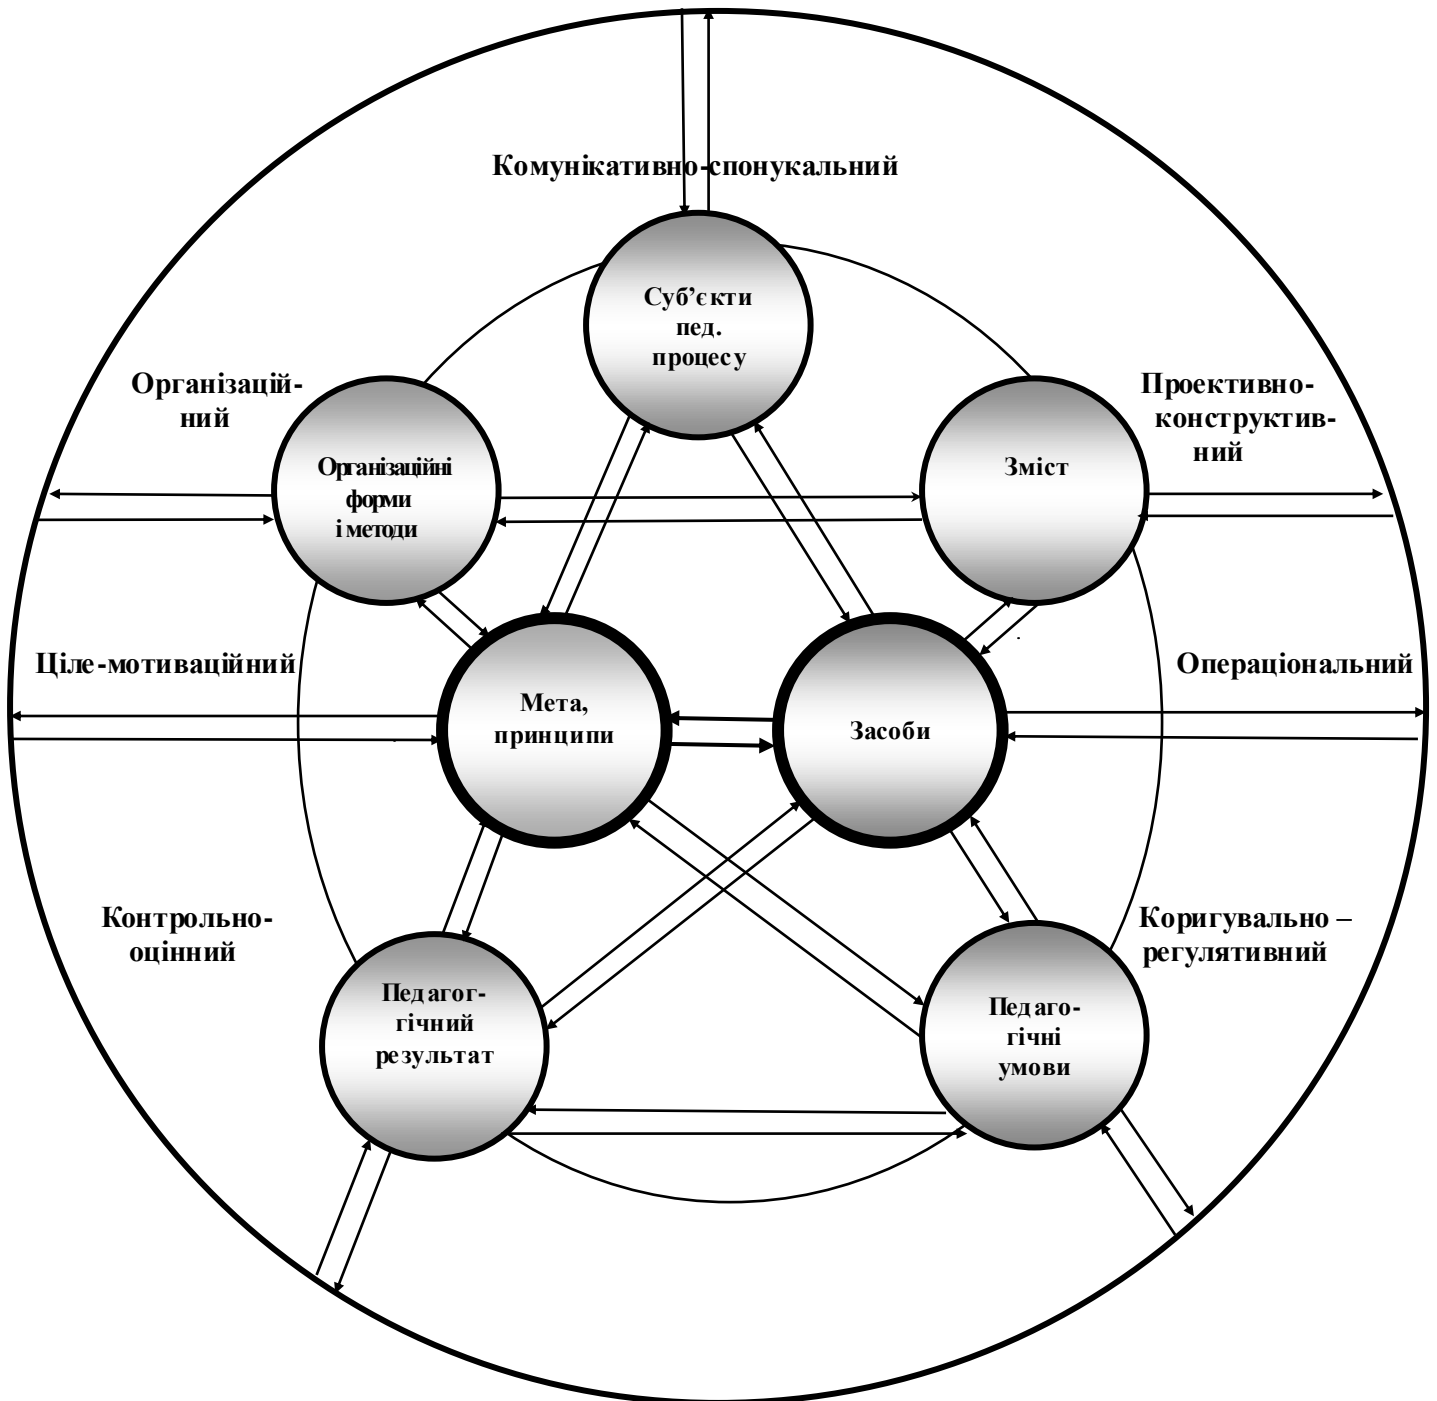 Комунікативно-спонукальний
Суб’єкти
пед.
процесу
Організацій-
ний
Проективно-
конструктив-
ний
Організаційні
форми
і методи
Зміст
Ціле-мотиваційний
Операціональний
Мета,
принципи
Засоби
Контрольно-
оцінний
Коригувально –
регулятивний
Педагог-
гічний
результат
Педаго-
гічні
умови